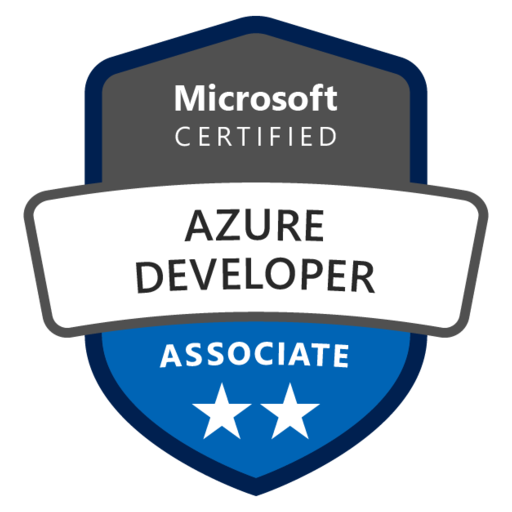 Microsoft
CERTIFIED
AZURE
DEVELOPER
ASSOCIATE